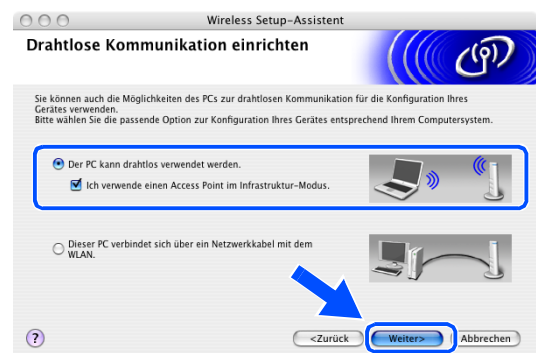 Wireless Setup-Assistent
Drahtlose Kommunikation einrichten
Sie können auch die Möglichkeiten des PCs zur drahtlosen Kommunikation für die Konfiguration Ihres
Gerätes verwenden.
Bitte wählen Sie die passende Option zur Konfiguration Ihres Gerätes entsprechend Ihrem Computersystem.
Der PC kann drahtlos verwendet werden.
Ich verwende einen Access Point im Infrastruktur-Modus.
Dieser PC verbindet sich über ein Netzwerkkabel mit dem
WLAN.
?
<Zurück
Weiter>
Abbrechen